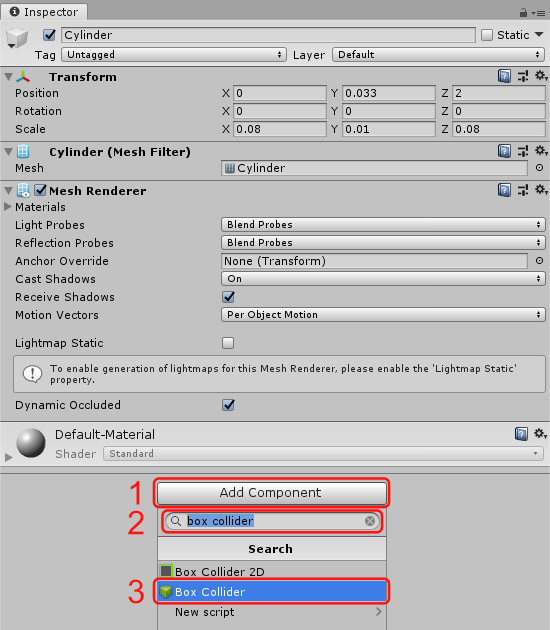 Inspector
Cylinder
Static
Tag Untagged Layer Default
Transform
Position X 0 Y 0.033 Z 2
Rotation X 0 Y 0 Z 0
Scale X 0.08 Y 0.01 Z 0.08
Cylinder (Mesh Filter)
Mesh Cylinder
Mesh Renderer
Materials
Light Probes Blend Probes
Reflection Probes Blend Probes
Anchor Override None (Transform)
Cast Shadows On
Receive Shadows
Motion Vectors Per Object Motion
Lightmap Static
To enable generation of lightmaps for this Mesh Renderer, please enable the 'Lightmap Static'
property.
Dynamic Occluded
Default-Material
Shader Standard
1 Add Component
2 box collider
Search
Box Collider 2D
3 Box Collider
New script